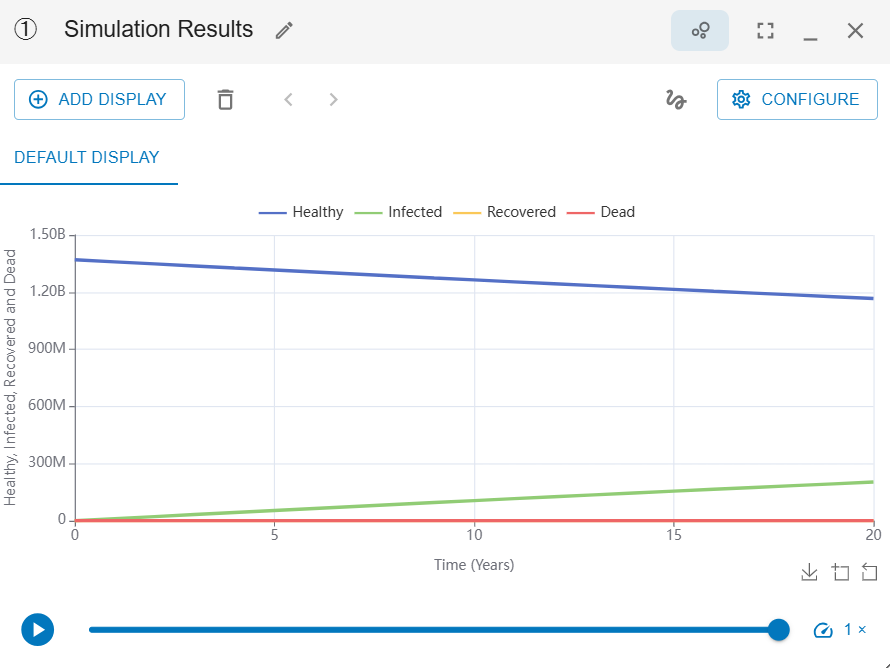 ① Simulation Results
ADD DISPLAY
CONFIGURE
DEFAULT DISPLAY
Healthy Infected Recovered Dead
Healthy, Infected, Recovered and Dead
1.50B
1.20B
900M
600M
300M
0
0 5 10 15 20
Time (Years)
1 ×